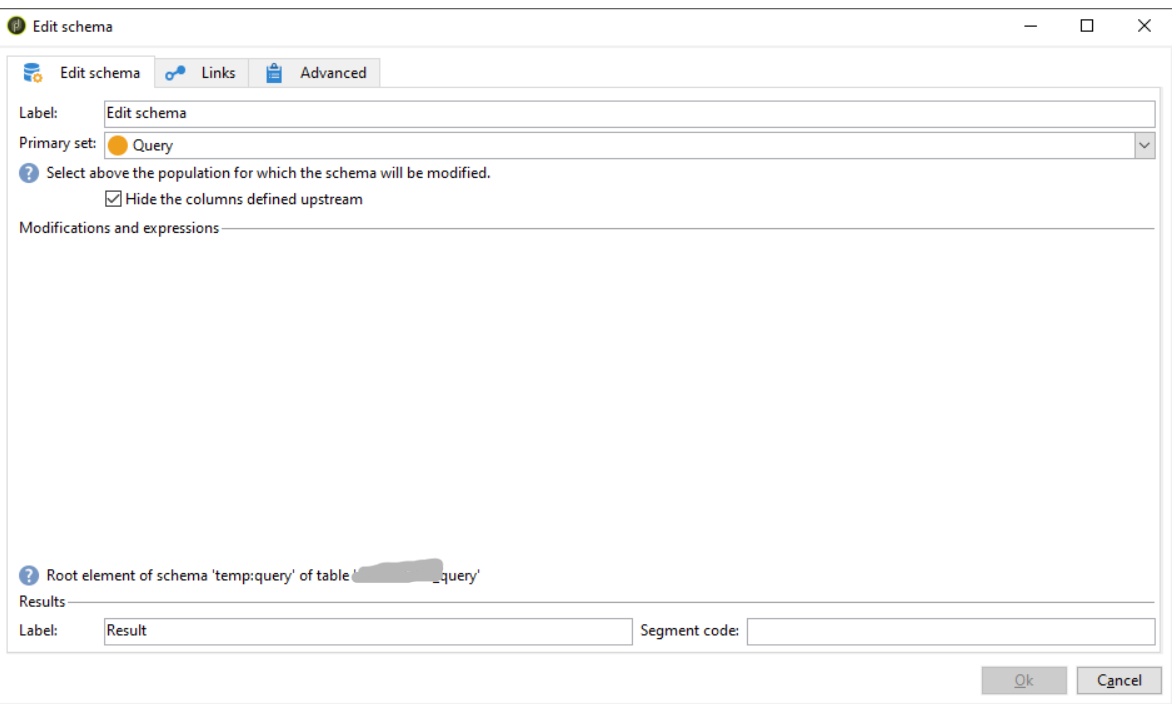 Edit schema
Edit schema Links Advanced
Label: Edit schema
Primary set: Query
Select above the population for which the schema will be modified.
Hide the columns defined upstream
Modifications and expressions
Root element of schema 'temp:query' of table ' _query'
Results
Label: Result Segment code:
Ok Cancel